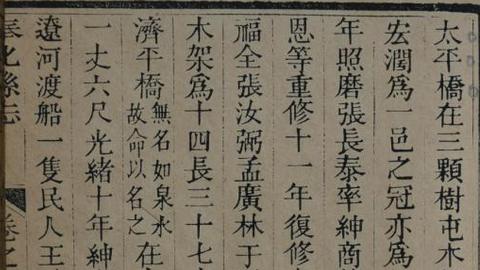 太平橋在三顆樹屯水
宏濶為一邑之冠亦為
年照磨張長泰率紳商
恩等重修十一年復修
福全張汝弼孟廣林于
木架為十四長三十七
濟平橋無名如泉水故命以名之在
一丈六尺光緒十年紳
遼河渡船一隻民人王
奉化縣志